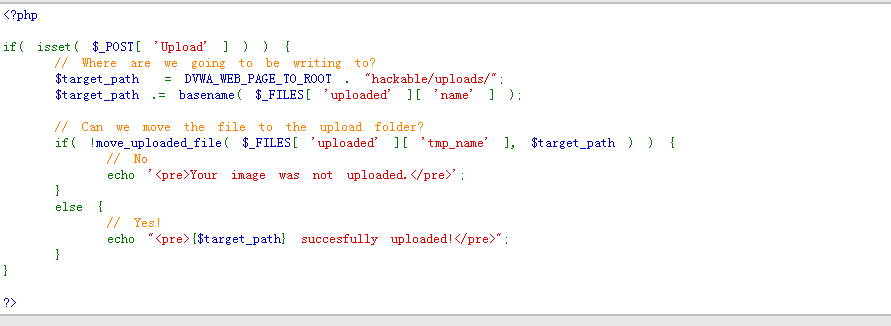 <?php
if( isset( $_POST[ 'Upload' ] ) ) {
// Where are we going to be writing to?
$target_path = DVWA_WEB_PAGE_TO_ROOT . "hackable/uploads/";
$target_path .= basename( $_FILES[ 'uploaded' ][ 'name' ] );
// Can we move the file to the upload folder?
if( !move_uploaded_file( $_FILES[ 'uploaded' ][ 'tmp_name' ], $target_path ) ) {
// No
echo '<pre>Your image was not uploaded.</pre>';
}
else {
// Yes!
echo "<pre>{$target_path} succesfully uploaded!</pre>";
}
}
?>